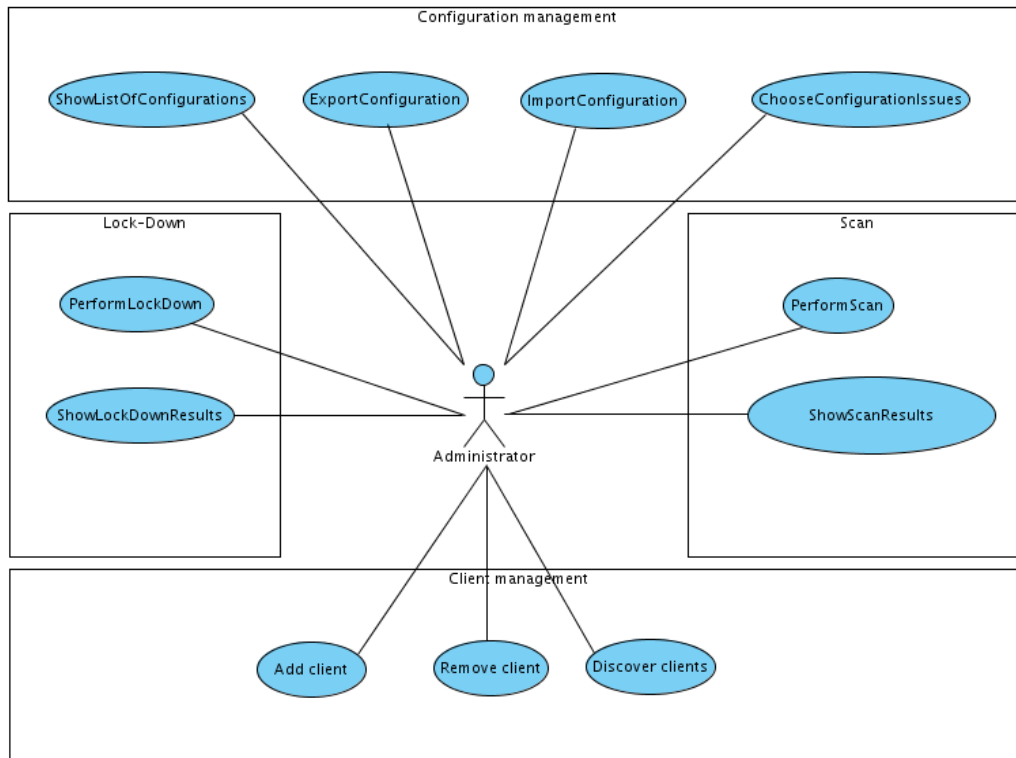 Configuration management
ShowListOfConfigurations
ExportConfiguration
ImportConfiguration
ChooseConfigurationIssues
Lock-Down
Scan
PerformLockDown
PerformScan
ShowLockDownResults
ShowScanResults
Administrator
Client management
Add client
Remove client
Discover clients